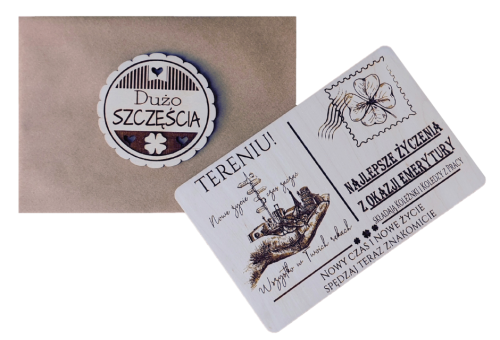 Dużo
SZCZĘŚCIA
TERENIU!
Nowe życie
Wszystko w Twoich rękach!
NAJLEPSZE ŻYCZENIA
Z OKAZJI EMERYTURY
SKŁADAJĄ KOLEŻNKI I KOLEDZY Z PRACY
NOWY CZAS I NOWE ŻYCIE
SPĘDZAJ TERAZ ZNAKOMICIE